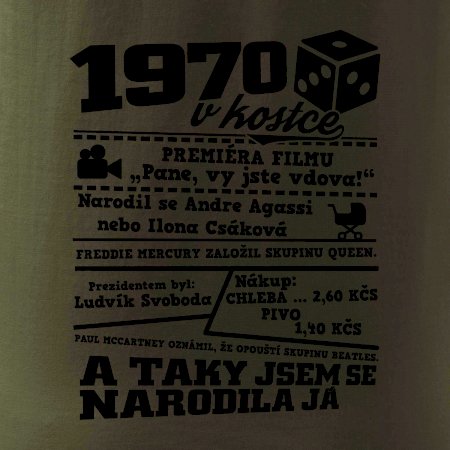 1970
v kostce
PREMIÉRA FILMU
„Pane, vy jste vdova!“
Narodil se Andre Agassi
nebo Ilona Csáková
FREDDIE MERCURY ZALOŽIL SKUPINU QUEEN.
Prezidentem byl:
Ludvík Svoboda
Nákup:
CHLEBA ... 2,60 KČS
PIVO
1,40 KČS
PAUL MCCARTNEY OZNÁMIL, ŽE OPOUŠTÍ SKUPINU BEATLES.
A TAKY JSEM SE
NARODILA JÁ